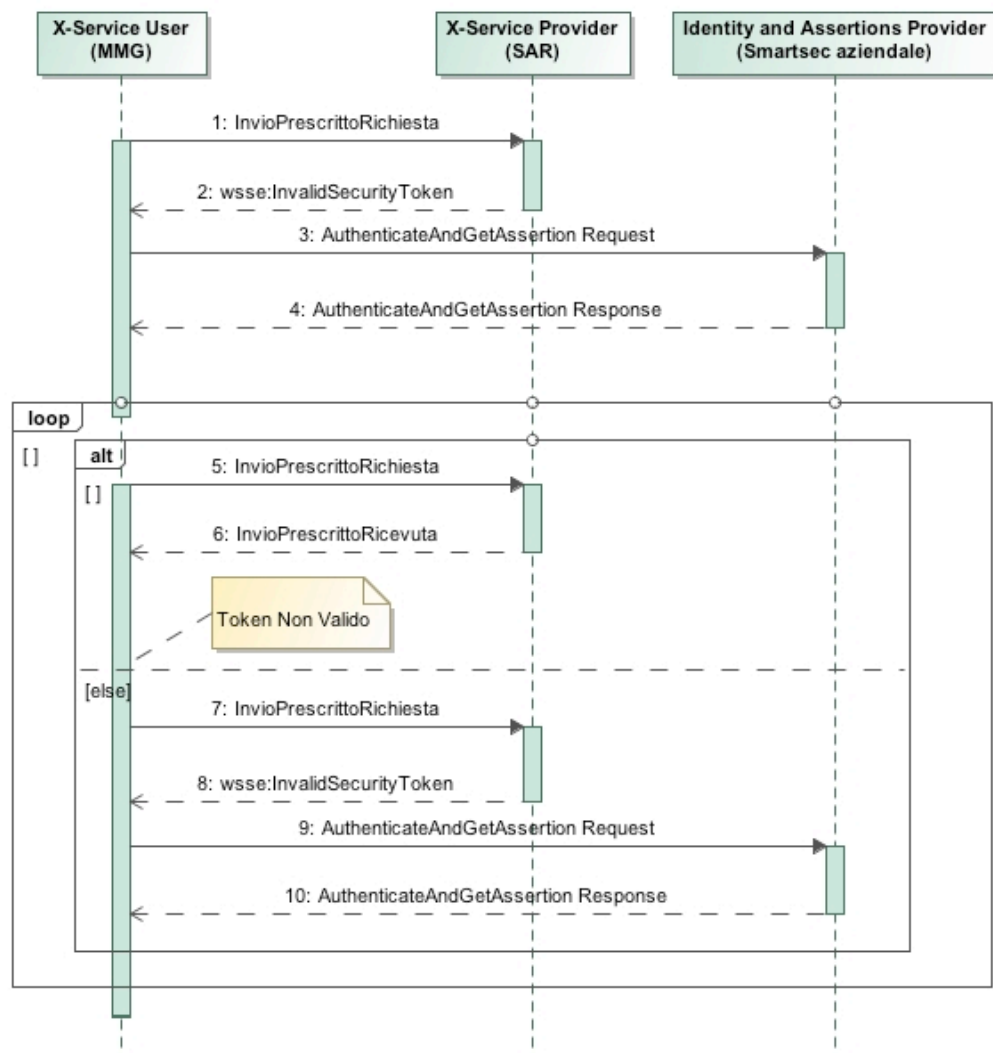 X-Service User
(MMG)
X-Service Provider
(SAR)
Identity and Assertions Provider
(Smartsec aziendale)
1: InvioPrescrittoRichiesta
2: wsse:InvalidSecurityToken
3: AuthenticateAndGetAssertion Request
4: AuthenticateAndGetAssertion Response
loop
[ ]
alt
[ ]
5: InvioPrescrittoRichiesta
6: InvioPrescrittoRicevuta
Token Non Valido
[else]
7: InvioPrescrittoRichiesta
8: wsse:InvalidSecurityToken
9: AuthenticateAndGetAssertion Request
10: AuthenticateAndGetAssertion Response